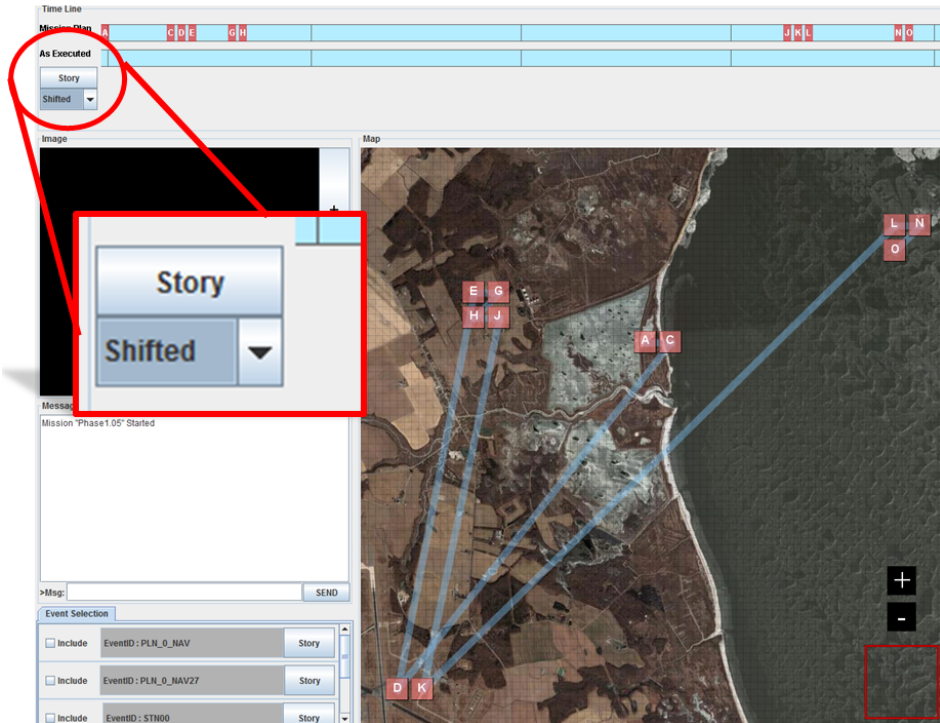 Time Line
Mission Plan
A C D E G H J K L N O
As Executed
Story
Shifted
Image
Map
+
Story
Shifted
L N
O
E G
H J
A C
Mission "Phase1.05" Started
>Msg:
SEND
Event Selection
Include EventID : PLN_0_NAV Story
Include EventID : PLN_0_NAV27 Story
Include EventID : STN00 Story
+
-
D K